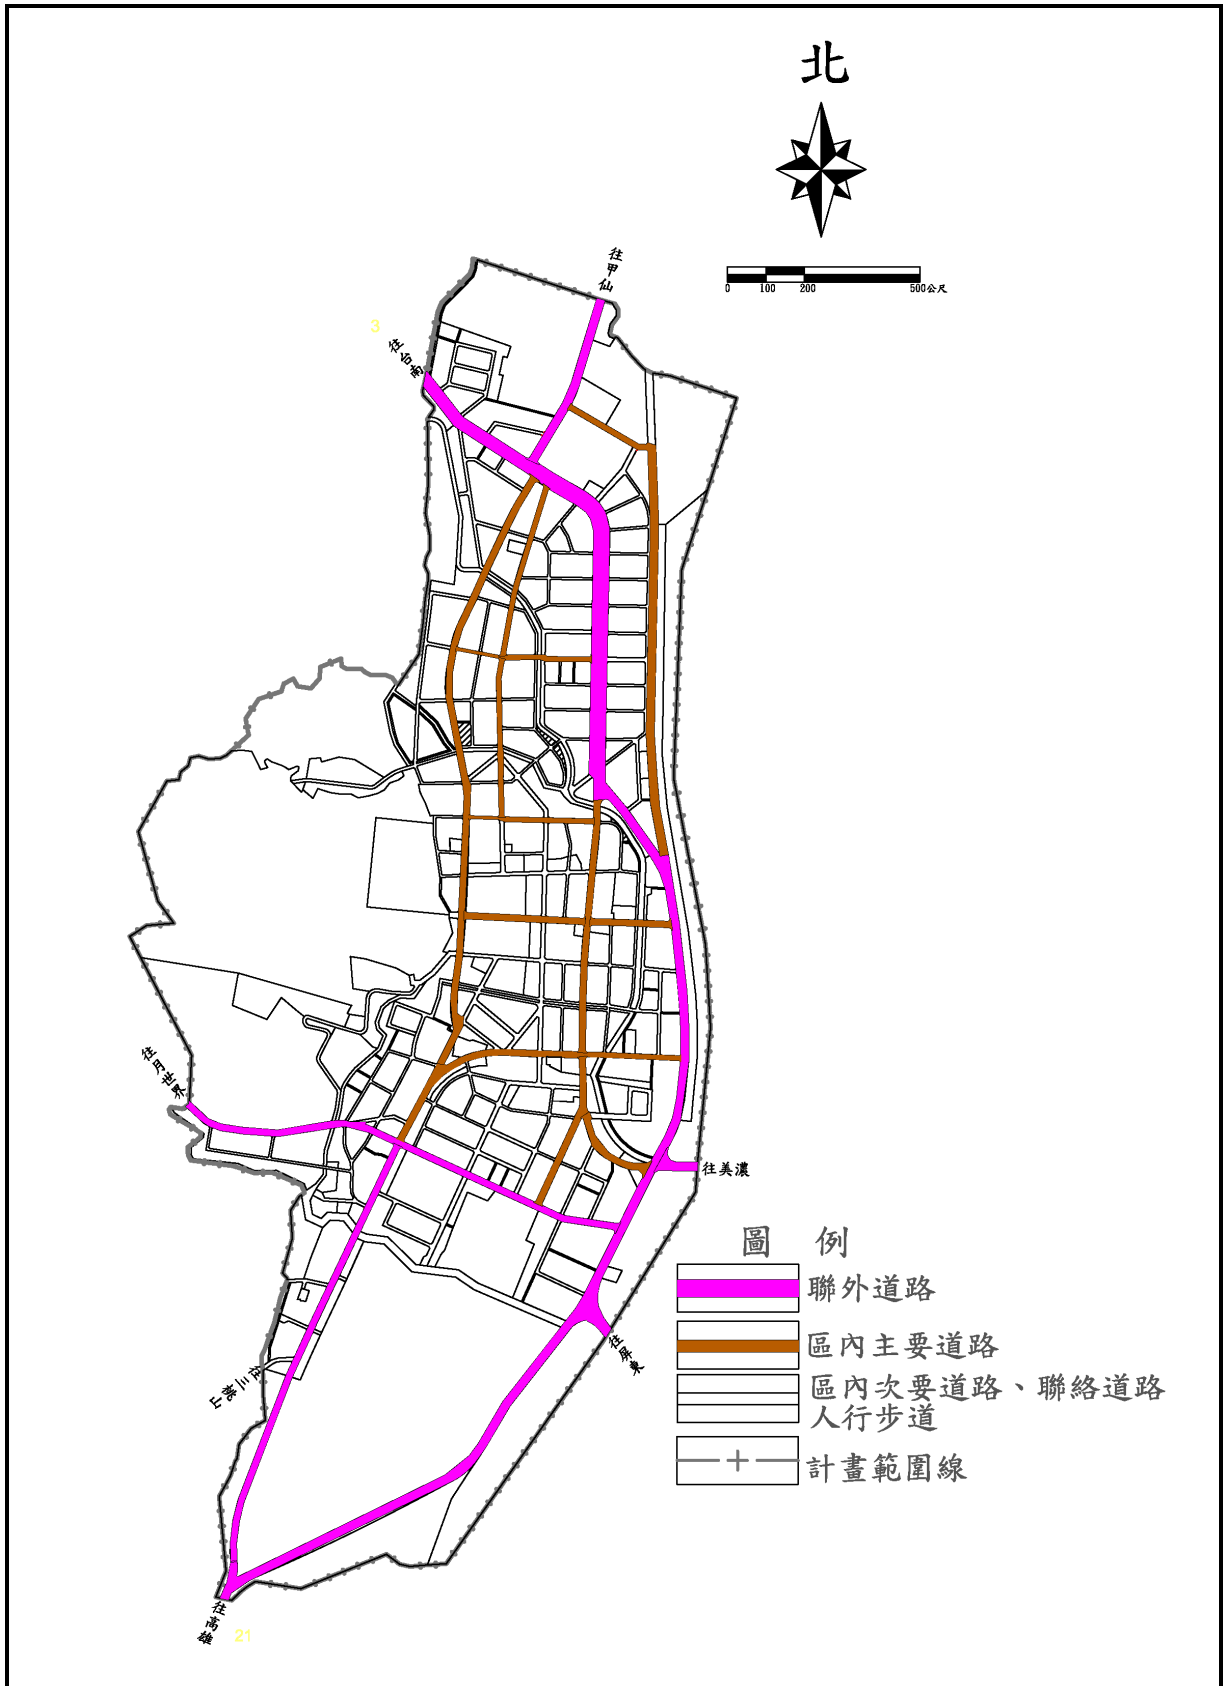 北
0 100 200 500公尺
往甲仙
3
往台南
往月世界
往美濃
圖 例
聯外道路
往屏東
區內主要道路
往三桃山
區內次要道路、聯絡道路
人行步道
計畫範圍線
往高雄
21